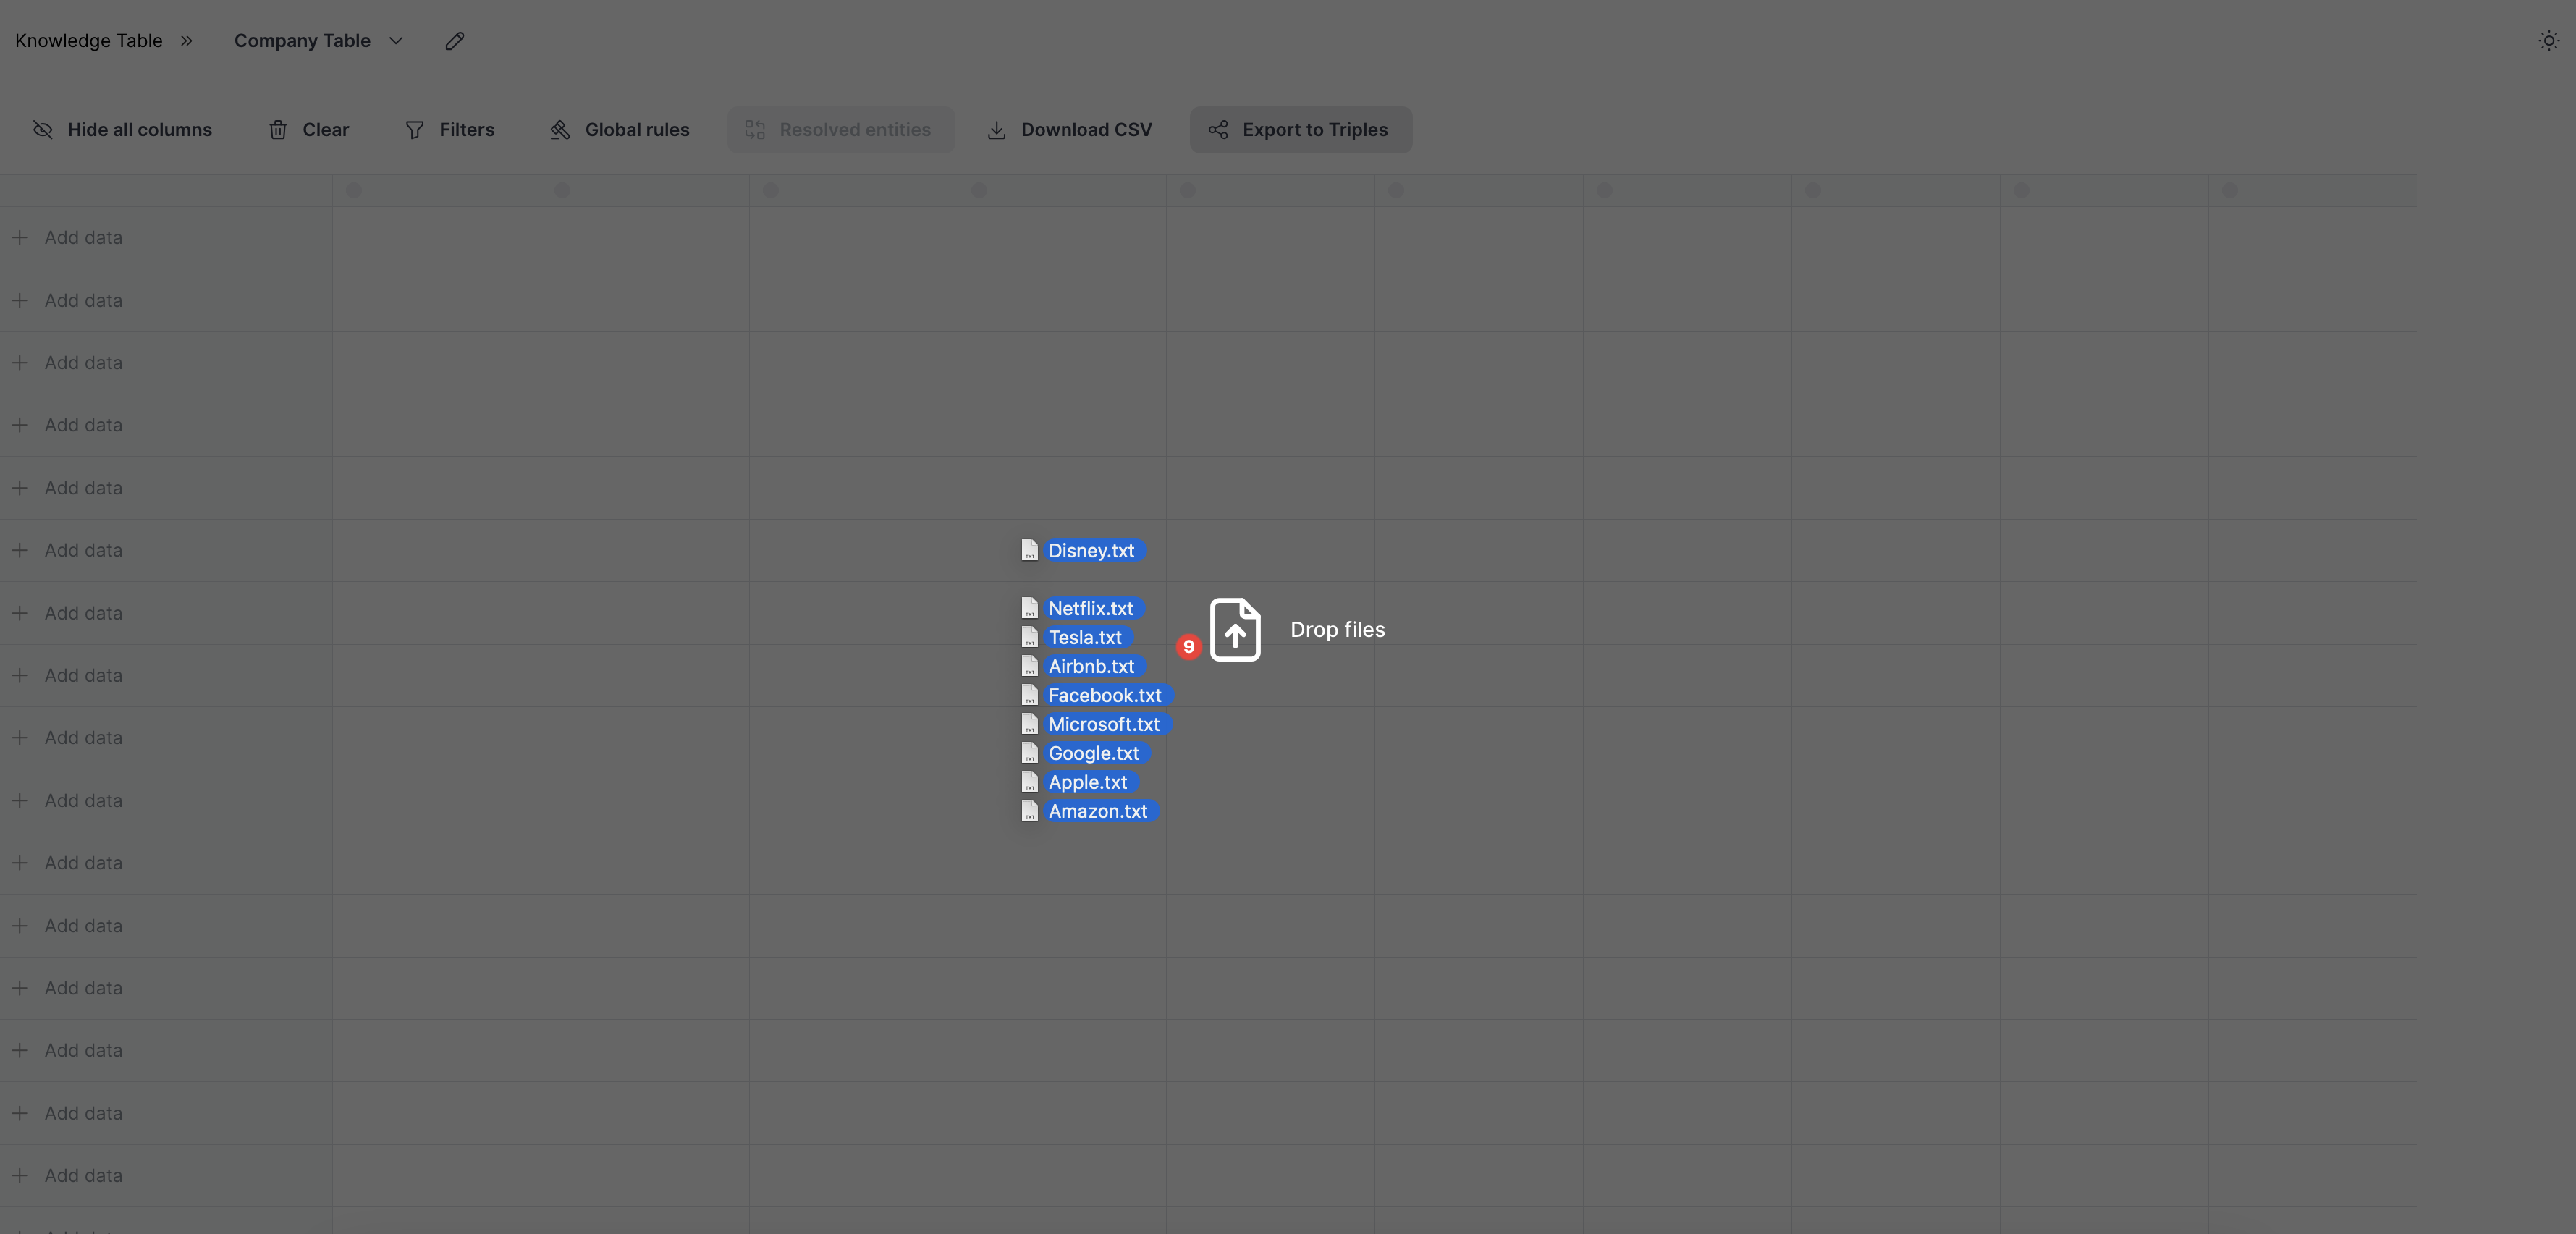 Knowledge Table » Company Table
Hide all columns Clear Filters Global rules Resolved entities Download CSV Export to Triples
+ Add data
+ Add data
+ Add data
+ Add data
+ Add data
+ Add data
Disney.txt
+ Add data
Netflix.txt
Tesla.txt
9 Drop files
+ Add data
Airbnb.txt
Facebook.txt
+ Add data
Microsoft.txt
Google.txt
+ Add data
Apple.txt
Amazon.txt
+ Add data
+ Add data
+ Add data
+ Add data
+ Add data
+ Add data